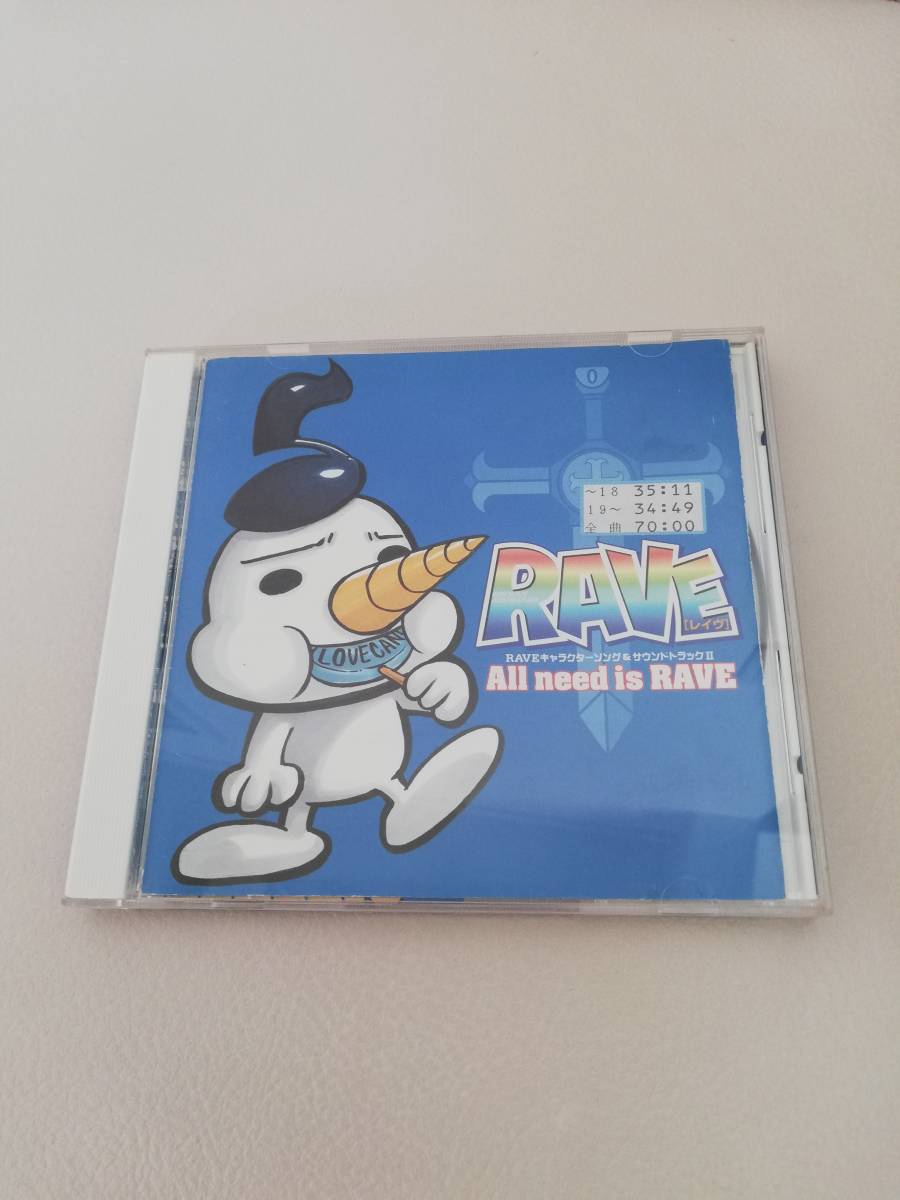 0
~18 35:11
19~ 34:49
全曲 70:00
RAVE
[レイヴ]
RAVEキャラクターソング&サウンドトラックII
All need is RAVE
LOVECAN